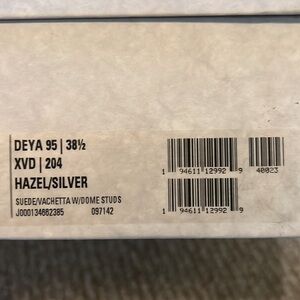 DEYA 95 | 38½
XVD | 204
HAZEL/SILVER
SUEDE/VACHETTA W/DOME STUDS
J000134662385 097142
1 94611 12992 9
40023
1 94611 12992 9